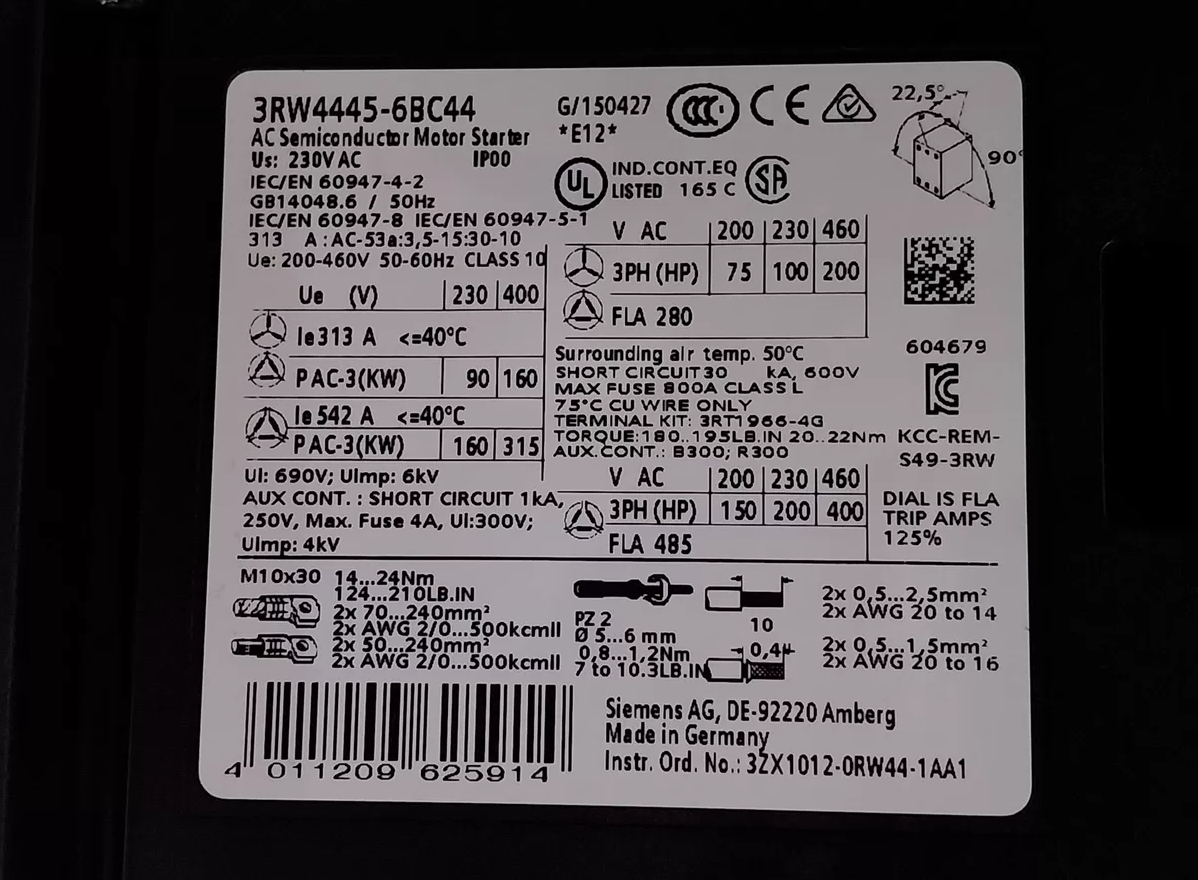 3RW4445-6BC44
AC Semiconductor Motor Starter
Us: 230V AC IP00
IEC/EN 60947-4-2
GB14048.6 / 50Hz
IEC/EN 60947-8 IEC/EN 60947-5-1
313 A : AC-53a:3,5-15:30-10
Ue: 200-460V 50-60Hz CLASS 10
Ue (V) 230 400
Ie 313 A <=40°C
P AC-3(KW) 90 160
Ie 542 A <=40°C
P AC-3(KW) 160 315
UI: 690V; UImp: 6kV
AUX CONT. : SHORT CIRCUIT 1kA,
250V, Max. Fuse 4A, UI:300V;
UImp: 4kV
G/150427
*E12*
CCC CE
UL IND.CONT.EQ
LISTED 165 C SA
22,5°
90°
V AC 200 230 460
3PH (HP) 75 100 200
FLA 280
Surrounding air temp. 50°C
SHORT CIRCUIT 30 kA, 600V
MAX FUSE 800A CLASS L
75°C CU WIRE ONLY
TERMINAL KIT: 3RT1966-4G
TORQUE:180..195LB.IN 20..22Nm
AUX.CONT.: B300; R300
V AC 200 230 460
3PH (HP) 150 200 400
FLA 485
604679
KCC-REM-
S49-3RW
DIAL IS FLA
TRIP AMPS
125%
M10x30 14...24Nm
124...210LB.IN
2x 70...240mm²
2x AWG 2/0...500kcmil
2x 50...240mm²
2x AWG 2/0...500kcmil
PZ 2
Ø 5...6 mm
0,8...1,2Nm
7 to 10.3LB.IN
10
0,4
2x 0,5...2,5mm²
2x AWG 20 to 14
2x 0,5...1,5mm²
2x AWG 20 to 16
4 011209 625914
Siemens AG, DE-92220 Amberg
Made in Germany
Instr. Ord. No.: 3ZX1012-0RW44-1AA1